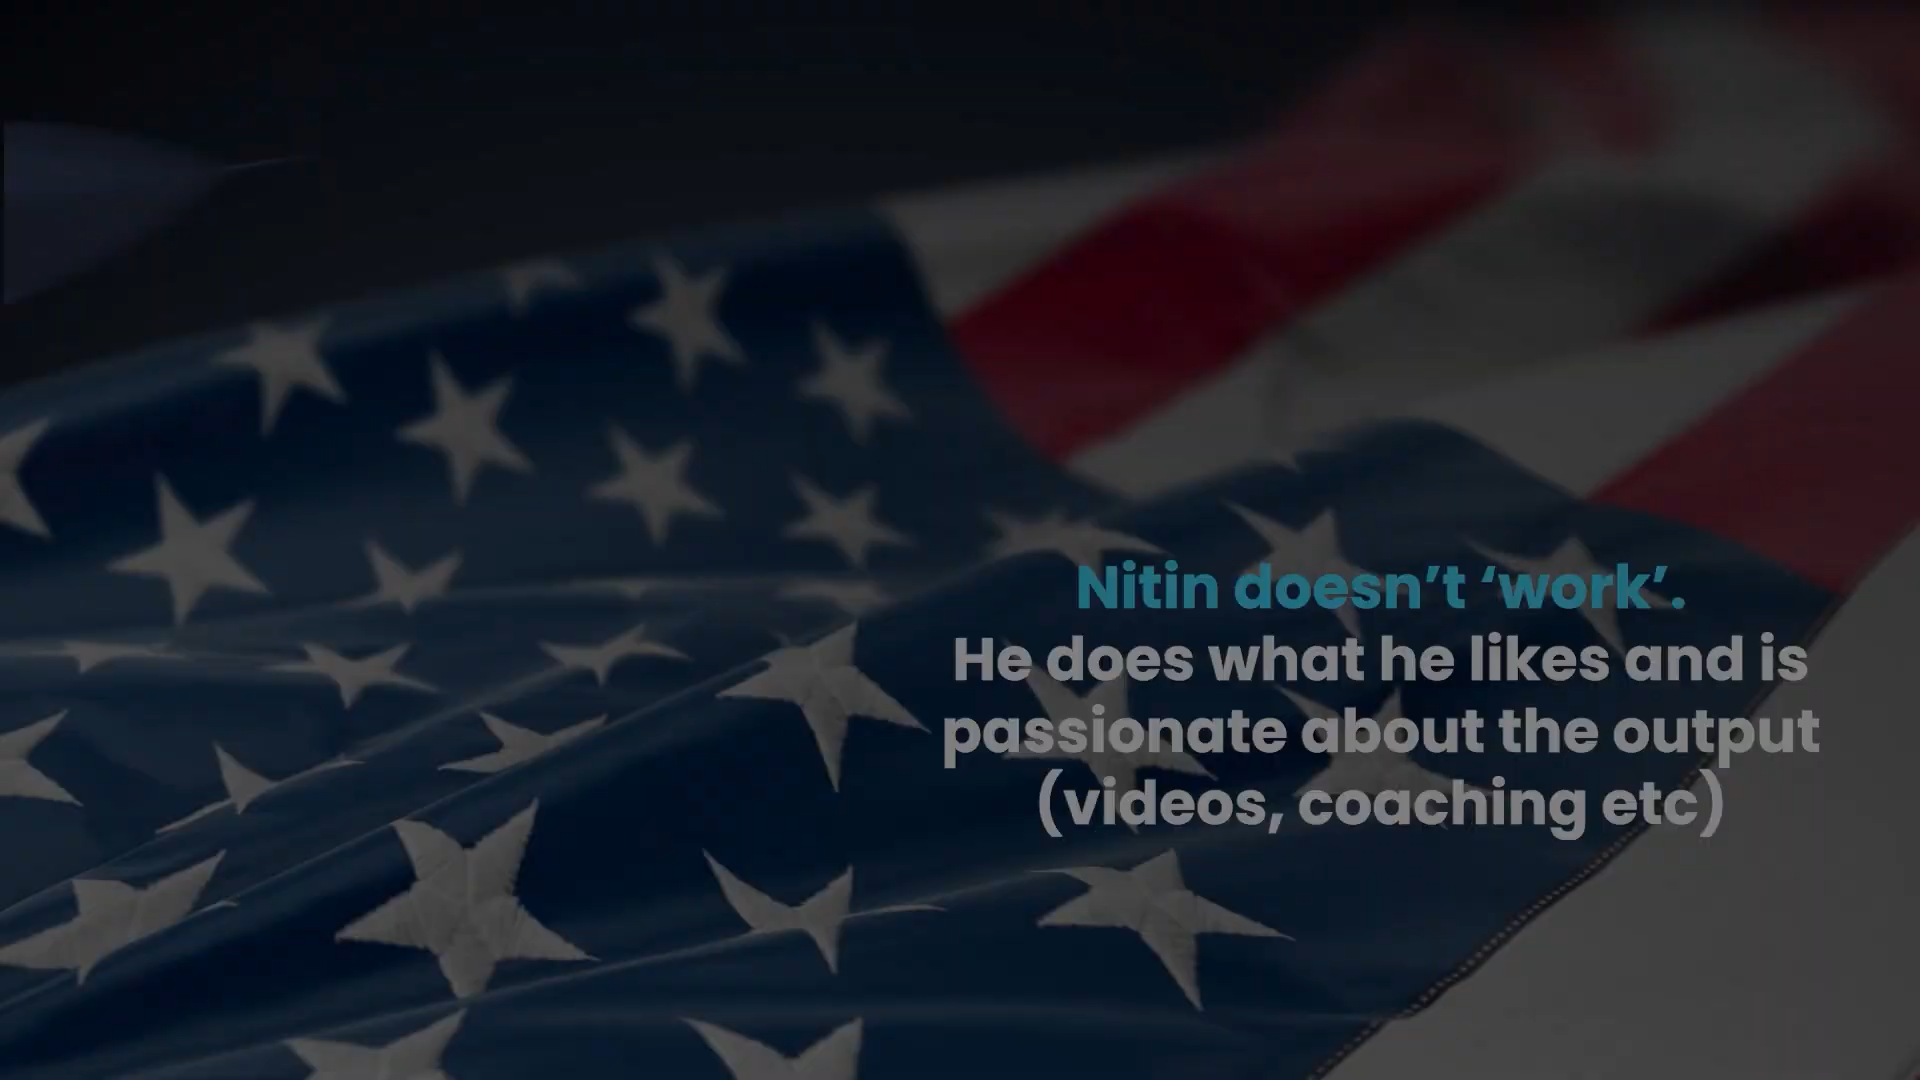 Nitin doesn’t ‘work’.
He does what he likes and is
passionate about the output
(videos, coaching etc)